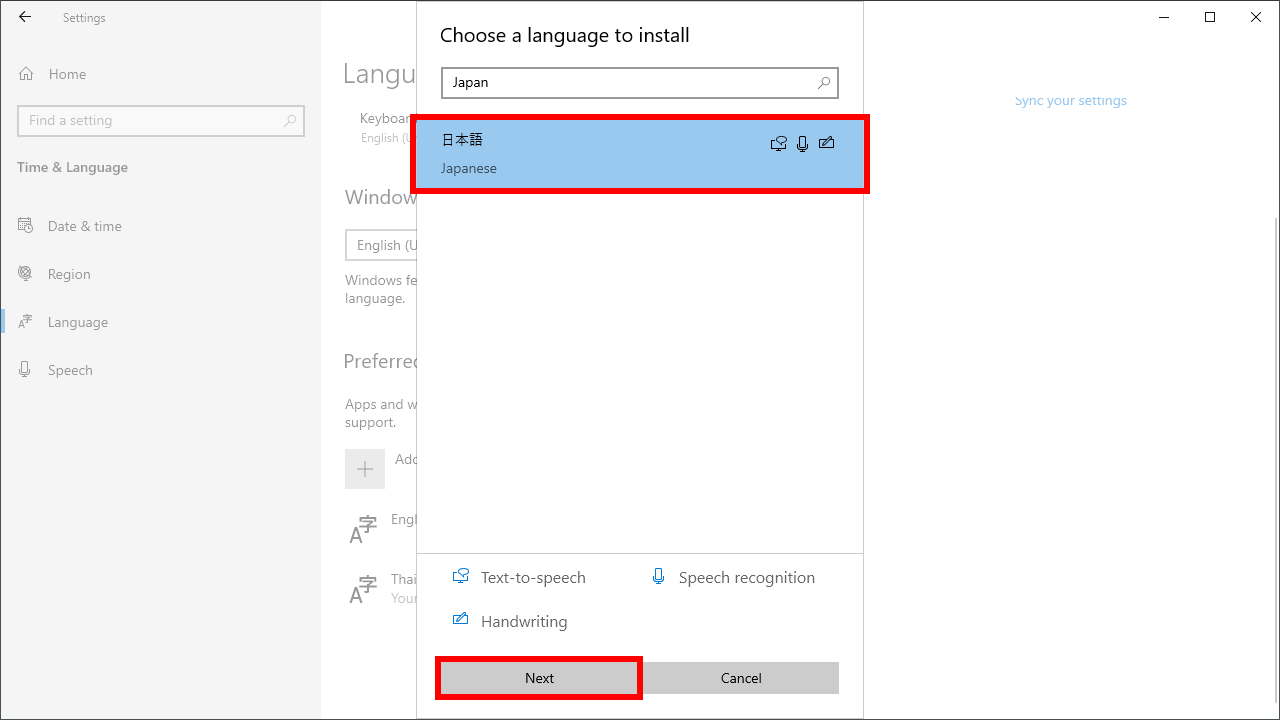 Settings
Home
Find a setting
Time & Language
Date & time
Region
Language
Speech
Langu
Keyboar
English (U
Window
English (U
Windows fe
language.
Preferred
Apps and w
support.
Add
Engl
Thai
Your
Choose a language to install
Japan
日本語
Japanese
Text-to-speech
Speech recognition
Handwriting
Next
Cancel
Sync your settings